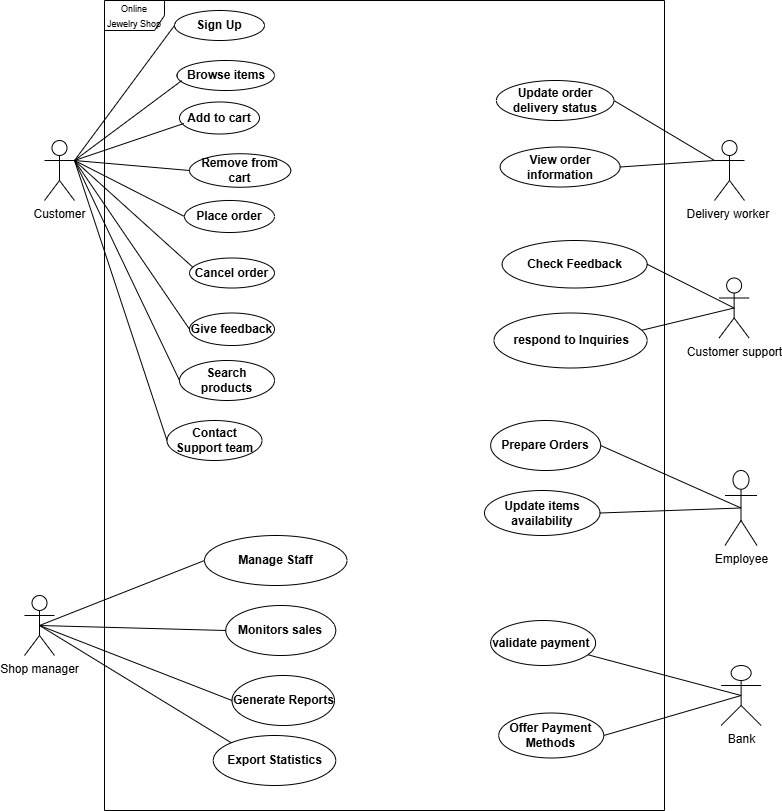 Online
Jewelry Shop
Sign Up
Browse items
Add to cart
Remove from
cart
Place order
Cancel order
Give feedback
Search
products
Contact
Support team
Customer
Update order
delivery status
View order
information
Delivery worker
Check Feedback
respond to Inquiries
Customer support
Prepare Orders
Update items
availability
Employee
Manage Staff
Monitors sales
Generate Reports
Export Statistics
Shop manager
validate payment
Offer Payment
Methods
Bank